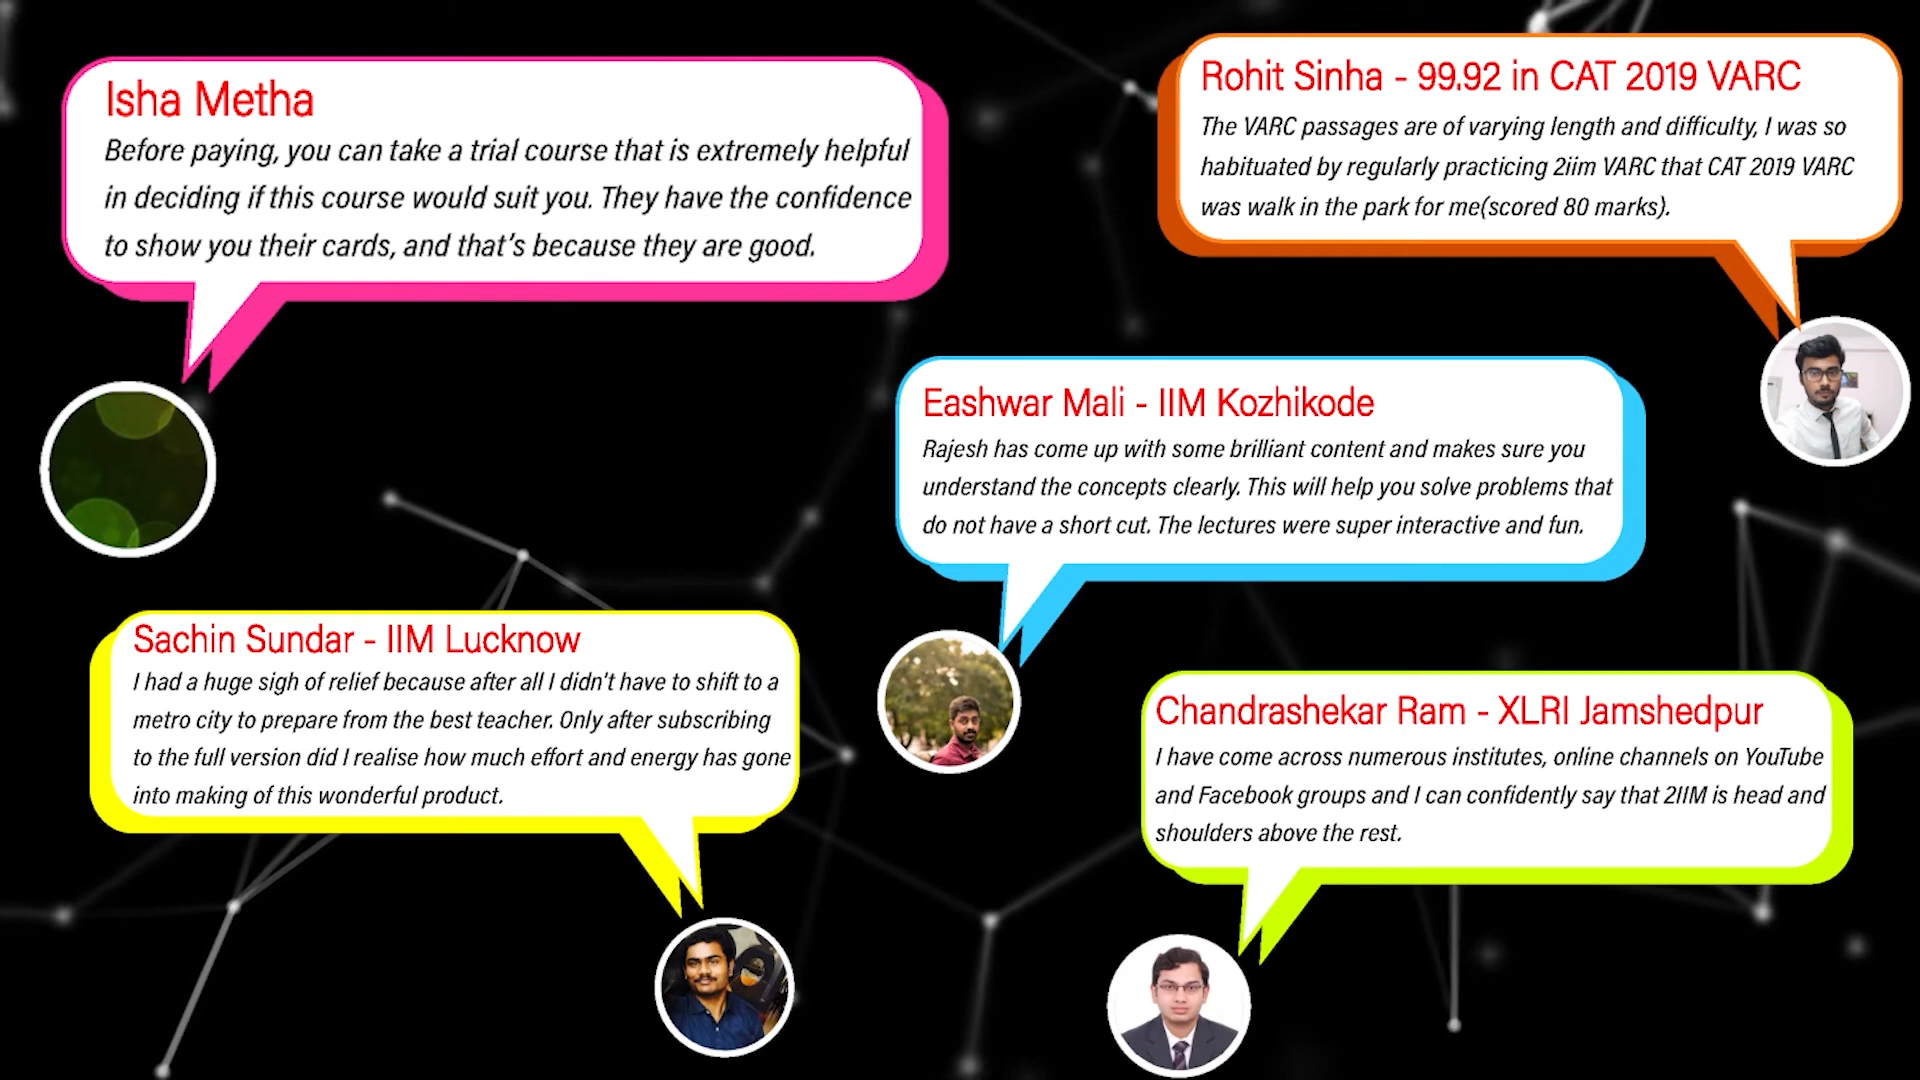 Isha Metha
Before paying, you can take a trial course that is extremely helpful
in deciding if this course would suit you. They have the confidence
to show you their cards, and that's because they are good.
Rohit Sinha - 99.92 in CAT 2019 VARC
The VARC passages are of varying length and difficulty, I was so
habituated by regularly practicing 2iim VARC that CAT 2019 VARC
was walk in the park for me(scored 80 marks).
Eashwar Mali - IIM Kozhikode
Rajesh has come up with some brilliant content and makes sure you
understand the concepts clearly. This will help you solve problems that
do not have a short cut. The lectures were super interactive and fun.
Sachin Sundar - IIM Lucknow
I had a huge sigh of relief because after all I didn't have to shift to a
metro city to prepare from the best teacher. Only after subscribing
to the full version did I realise how much effort and energy has gone
into making of this wonderful product.
Chandrashekar Ram - XLRI Jamshedpur
I have come across numerous institutes, online channels on YouTube
and Facebook groups and I can confidently say that 2IIM is head and
shoulders above the rest.